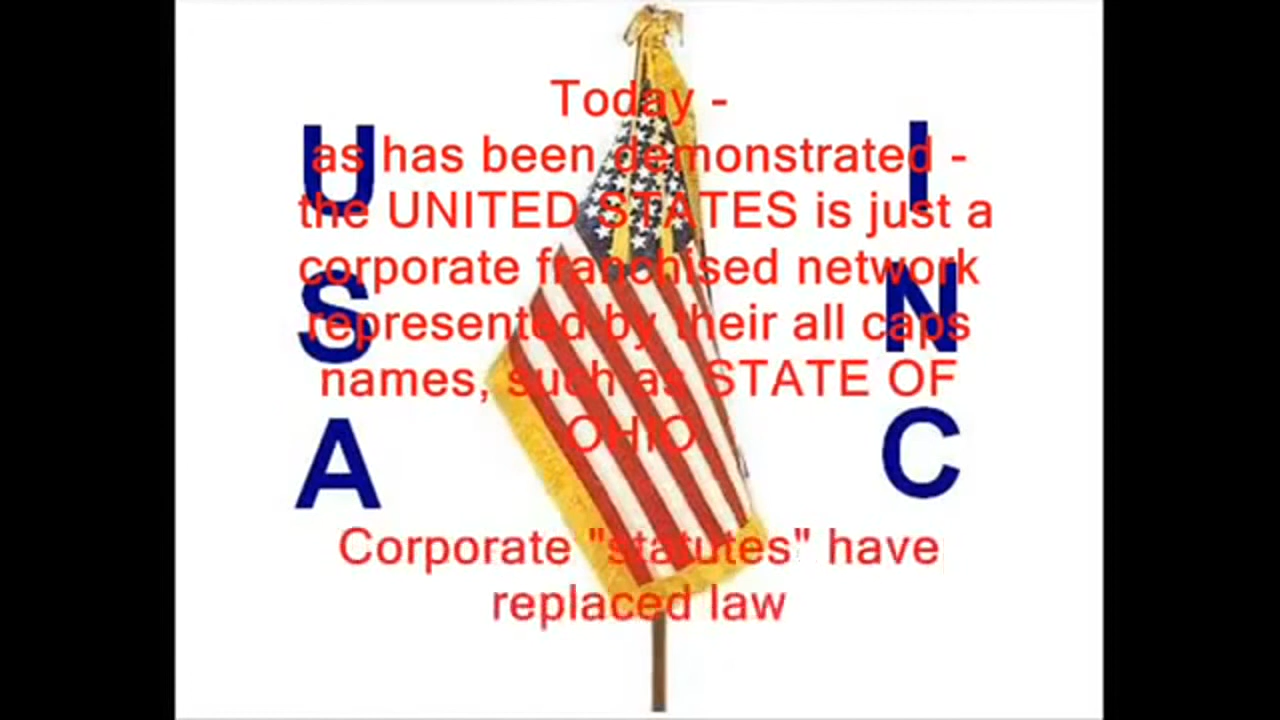 Today -
as has been demonstrated -
the UNITED STATES is just a
corporate franchised network
represented by their all caps
names, such as STATE OF
OHIO
Corporate "statutes" have
replaced law
U
S
A
I
N
C